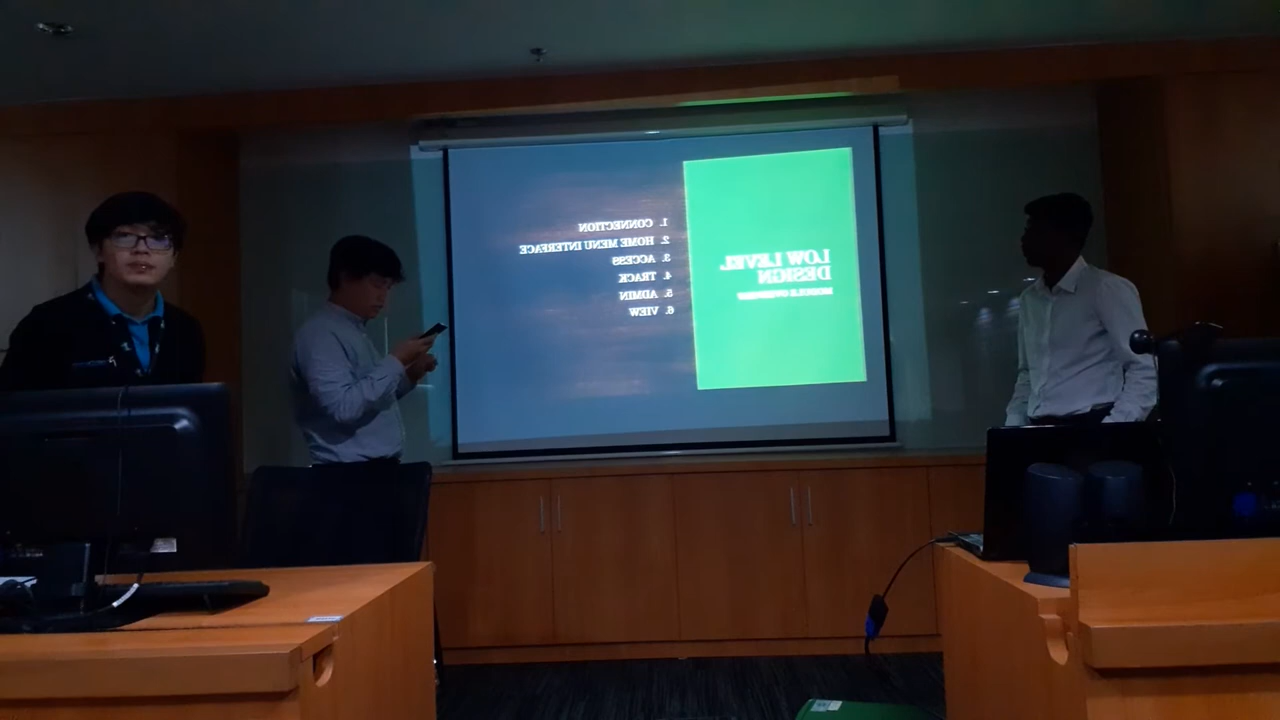 LOW LEVEL
DESIGN
MODULE OVERVIEW
1. CONNECTION
2. HOME MENU INTERFACE
3. ACCESS
4. TRACK
5. ADMIN
6. VIEW